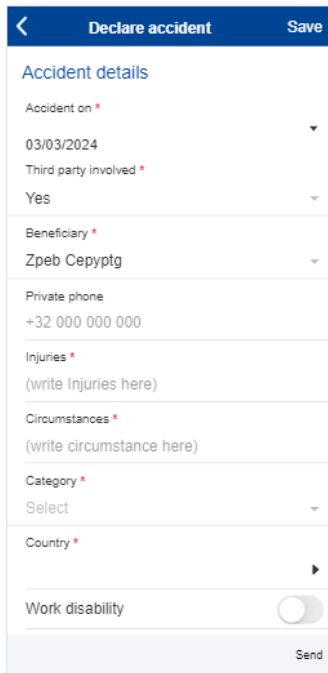 Declare accident Save
Accident details
Accident on *
03/03/2024
Third party involved *
Yes
Beneficiary *
Zpeb Cepyptg
Private phone
+32 000 000 000
Injuries *
(write Injuries here)
Circumstances *
(write circumstance here)
Category *
Select
Country *
Work disability
Send